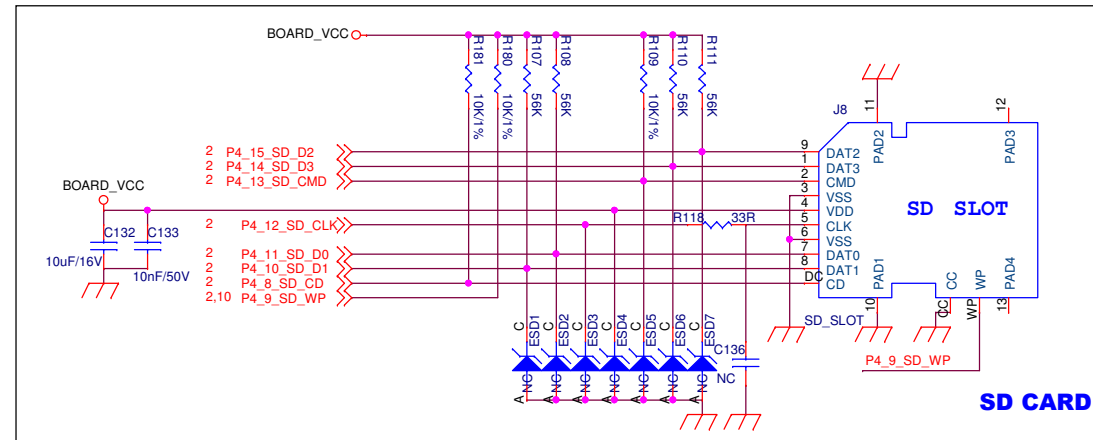 BOARD_VCC
R181
R180
R107
R108
R109
R110
R111
10K/1%
10K/1%
56K
56K
10K/1%
56K
56K
J8
11
12
PAD2
PAD3
2 P4_15_SD_D2
2 P4_14_SD_D3
2 P4_13_SD_CMD
9 DAT2
1 DAT3
2 CMD
3 VSS
4 VDD
5 CLK
6 VSS
7 DAT0
8 DAT1
DC CD
SD SLOT
BOARD_VCC
C132
C133
10uF/16V
10nF/50V
2 P4_12_SD_CLK
R118 33R
2 P4_11_SD_D0
2 P4_10_SD_D1
2 P4_8_SD_CD
2,10 P4_9_SD_WP
PAD1
CC
WP
PAD4
10
CC
WP
13
SD_SLOT
C C C C C C C
ESD1
ESD2
ESD3
ESD4
ESD5
ESD6
ESD7
NC NC NC NC NC NC NC
A A A A A A A
C136
NC
P4_9_SD_WP
SD CARD